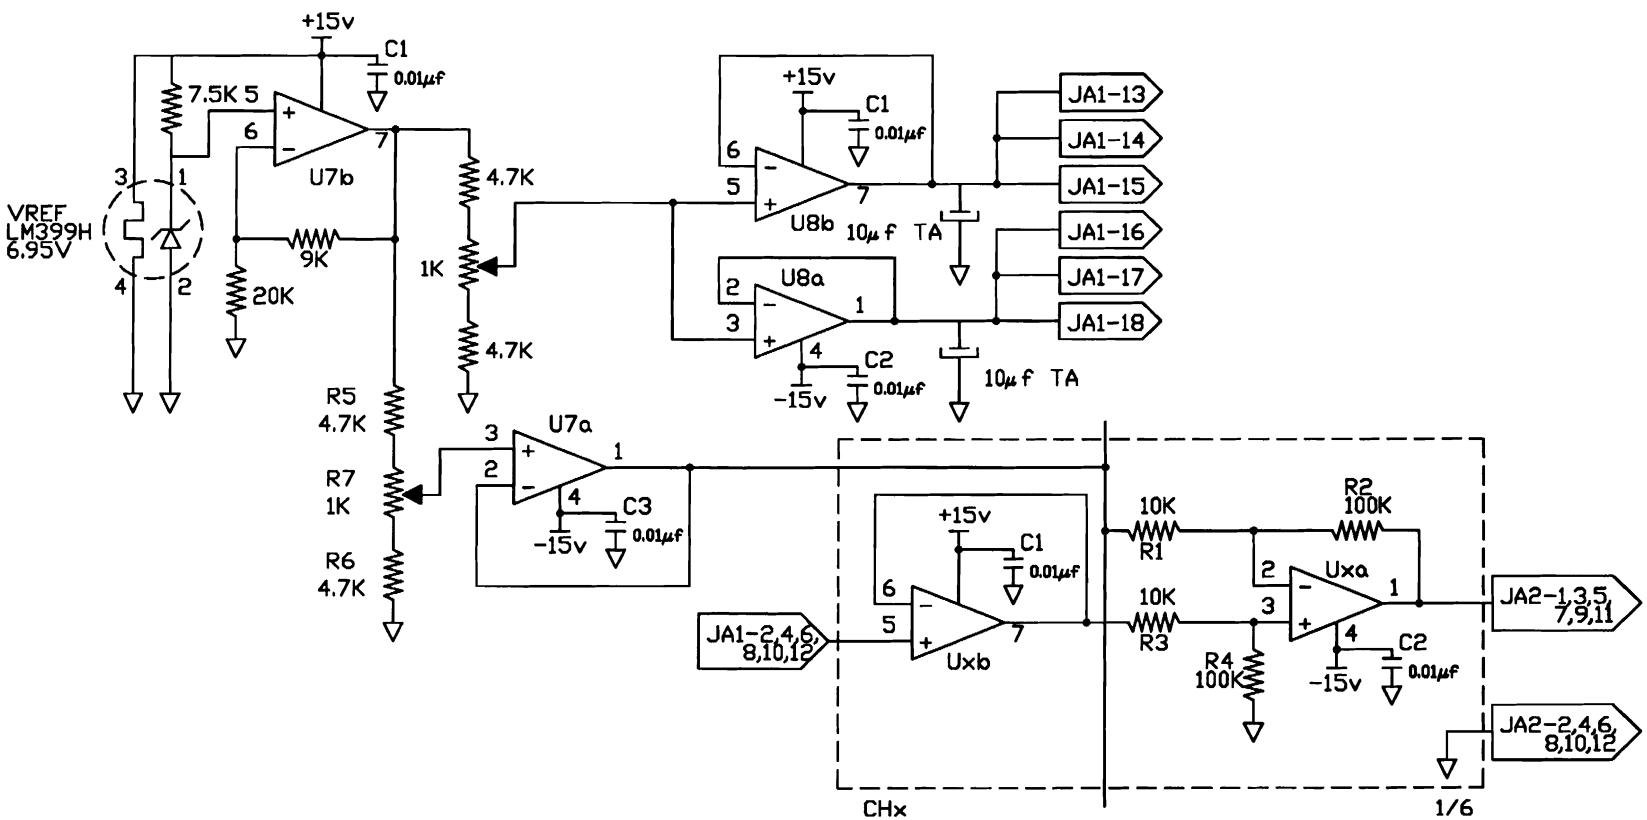 +15v
C1
0.01µf
7.5K
5
6
7
+
-
U7b
3
1
VREF
LM399H
6.95V
4
2
9K
20K
4.7K
1K
4.7K
+15v
C1
0.01µf
6
5
7
-
+
U8b
10µf TA
JA1-13
JA1-14
JA1-15
JA1-16
JA1-17
JA1-18
U8a
2
3
1
-
+
4
C2
0.01µf
-15v
10µf TA
R5
4.7K
R7
1K
R6
4.7K
U7a
3
2
1
+
-
4
C3
0.01µf
-15v
+15v
C1
0.01µf
6
5
7
-
+
Uxb
JA1-2,4,6,
8,10,12
10K
R1
R2
100K
10K
R3
R4
100K
Uxa
2
3
1
-
+
4
C2
0.01µf
-15v
JA2-1,3,5,
7,9,11
JA2-2,4,6,
8,10,12
CHx
1/6